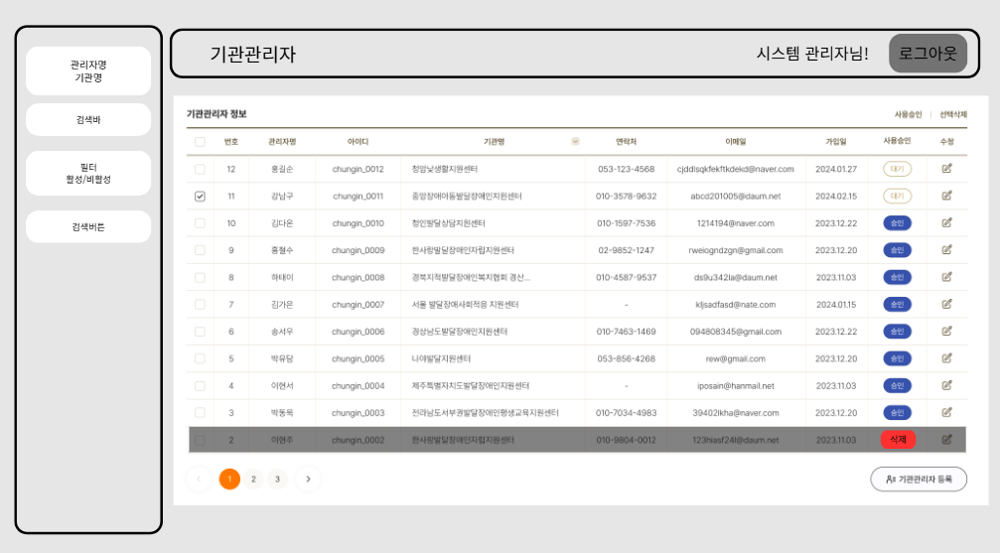 관리자명
기관명
검색바
필터
활성/비활성
검색버튼
기관관리자 시스템 관리자님! 로그아웃
기관관리자 정보 사용승인 | 선택삭제
번호 관리자명 아이디 기관명 연락처 이메일 가입일 사용승인 수정
12 홍길순 chungin_0012 청암낮생활지원센터 053-123-4568 cjddlsqkfekftkdekd@naver.com 2024.01.27 대기
11 강남구 chungin_0011 중앙장애아동발달장애인지원센터 010-3578-9632 abcd201005@daum.net 2024.02.15 대기
10 김다온 chungin_0010 청인발달상담지원센터 010-1597-7536 1214194@naver.com 2023.12.22 승인
9 홍철수 chungin_0009 한사랑발달장애인자립지원센터 02-9852-1247 rweiogndzgn@gmail.com 2023.12.20 승인
8 하태이 chungin_0008 경북지적발달장애인복지협회 경산... 010-4587-9537 ds9u342la@daum.net 2023.11.03 승인
7 김가은 chungin_0007 서울 발달장애사회적응 지원센터 - kljsadfasd@nate.com 2024.01.15 승인
6 송서우 chungin_0006 경상남도발달장애인지원센터 010-7463-1469 094808345@gmail.com 2023.12.22 승인
5 박유담 chungin_0005 나야발달지원센터 053-856-4268 rew@gmail.com 2023.12.20 승인
4 이현서 chungin_0004 제주특별자치도발달장애인지원센터 - iposain@hanmail.net 2023.11.03 승인
3 박동욱 chungin_0003 전라남도서부권발달장애인평생교육지원센터 010-7034-4983 39402lkha@naver.com 2023.12.20 승인
2 이현주 chungin_0002 한사랑발달장애인자립지원센터 010-9804-0012 123hiasf24l@daum.net 2023.11.03 삭제
< 1 2 3 > 기관관리자 등록